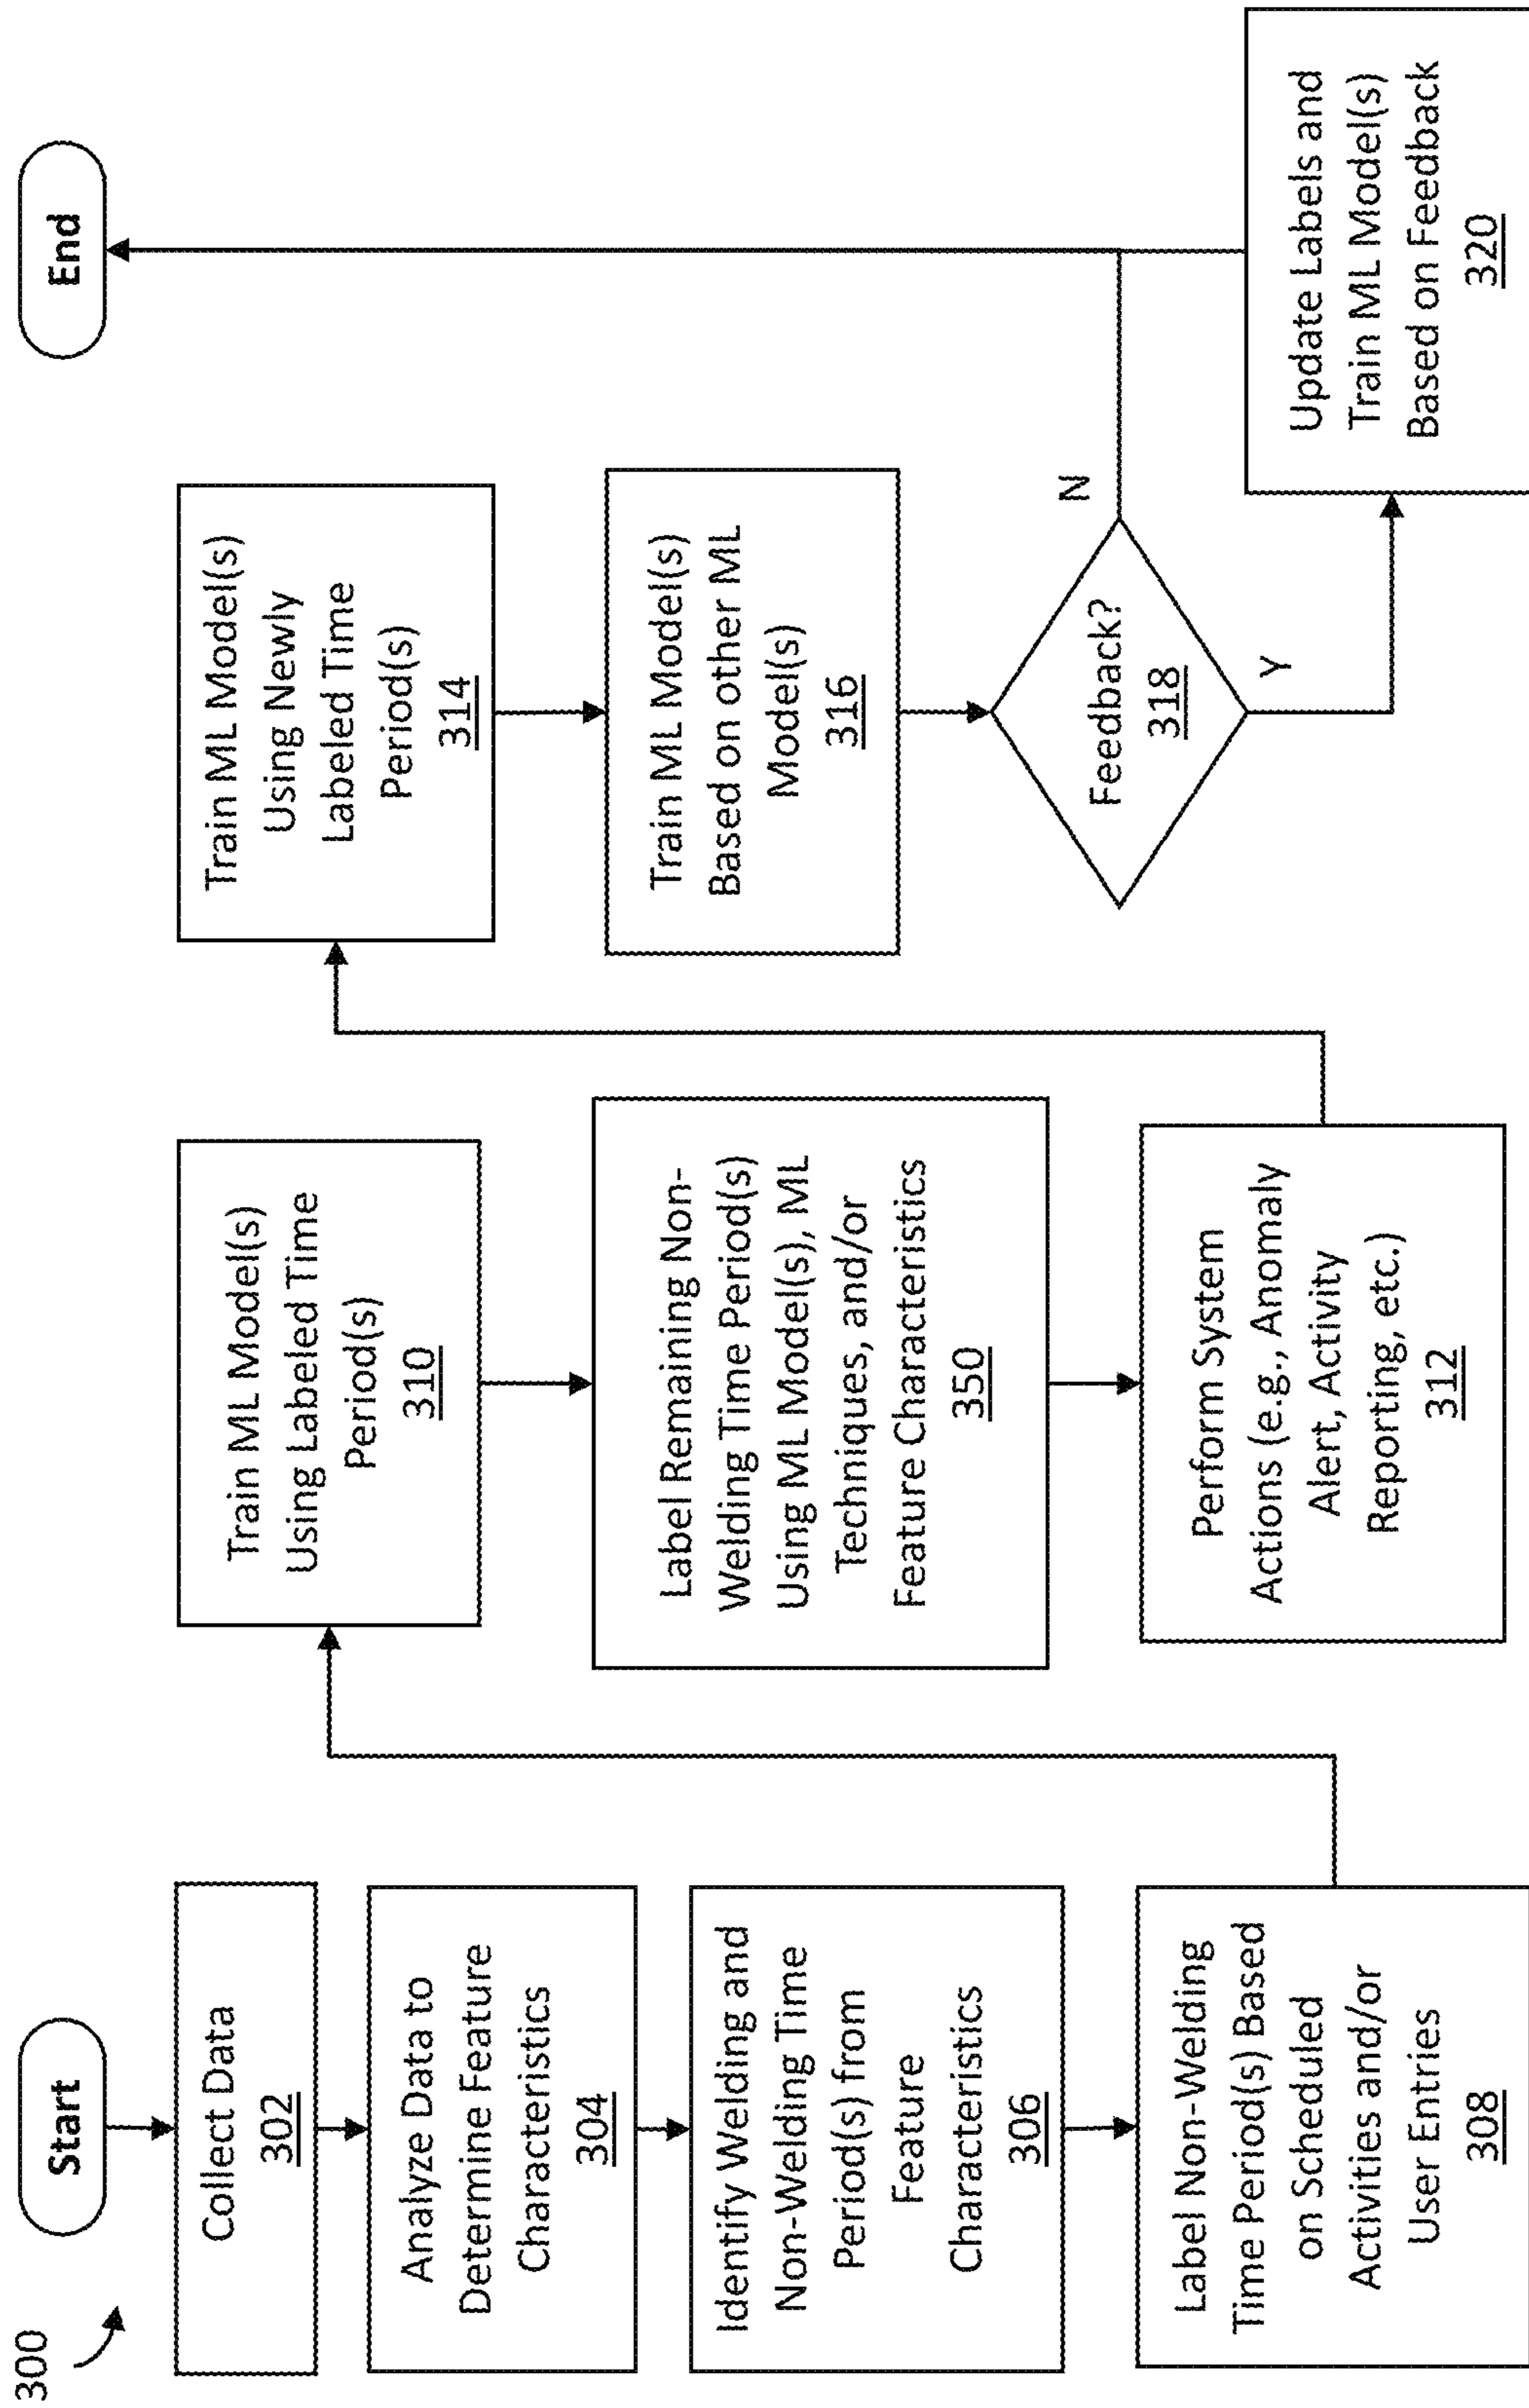 300
Start
Collect Data
302
Analyze Data to
Determine Feature
Characteristics
304
Identify Welding and
Non-Welding Time
Period(s) from
Feature
Characteristics
306
Label Non-Welding
Time Period(s) Based
on Scheduled
Activities and/or
User Entries
308
Train ML Model(s)
Using Labeled Time
Period(s)
310
Label Remaining Non-
Welding Time Period(s)
Using ML Model(s), ML
Techniques, and/or
Feature Characteristics
350
Perform System
Actions (e.g., Anomaly
Alert, Activity
Reporting, etc.)
312
Train ML Model(s)
Using Newly
Labeled Time
Period(s)
314
Train ML Model(s)
Based on other ML
Model(s)
316
Feedback?
318
N
Y
Update Labels and
Train ML Model(s)
Based on Feedback
320
End